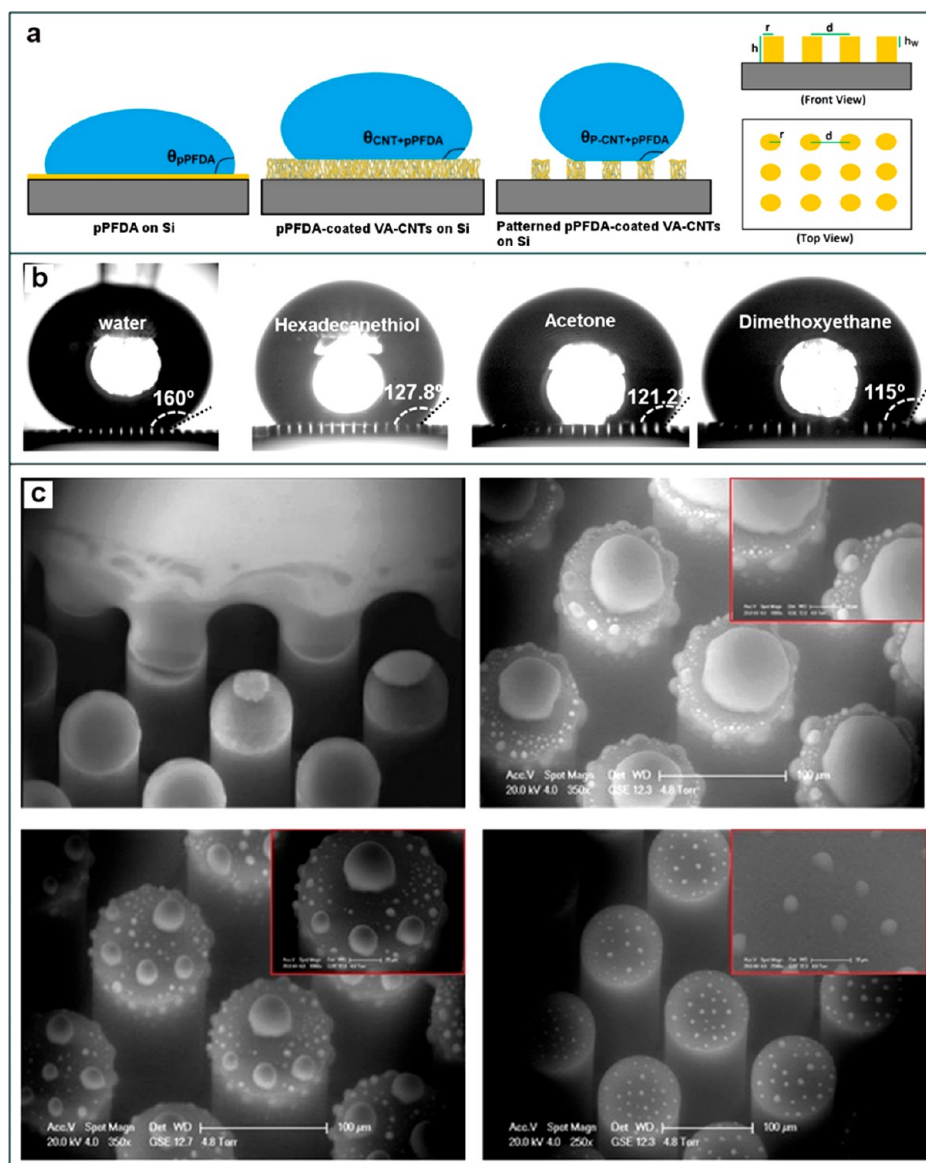 a
r
d
h
hw
(Front View)
r
d
(Top View)
θpPFDA
θCNT+pPFDA
θP-CNT+pPFDA
pPFDA on Si
pPFDA-coated VA-CNTs on Si
Patterned pPFDA-coated VA-CNTs
on Si
b
water
160º
Hexadecanethiol
127.8º
Acetone
121.2º
Dimethoxyethane
115º
c
Acc.V Spot Magn Det WD 100 µm
20.0 kV 4.0 350x GSE 12.3 4.8 Torr
Acc.V Spot Magn Det WD 100 µm
20.0 kV 4.0 350x GSE 12.7 4.8 Torr
Acc.V Spot Magn Det WD 100 µm
20.0 kV 4.0 250x GSE 12.3 4.8 Torr